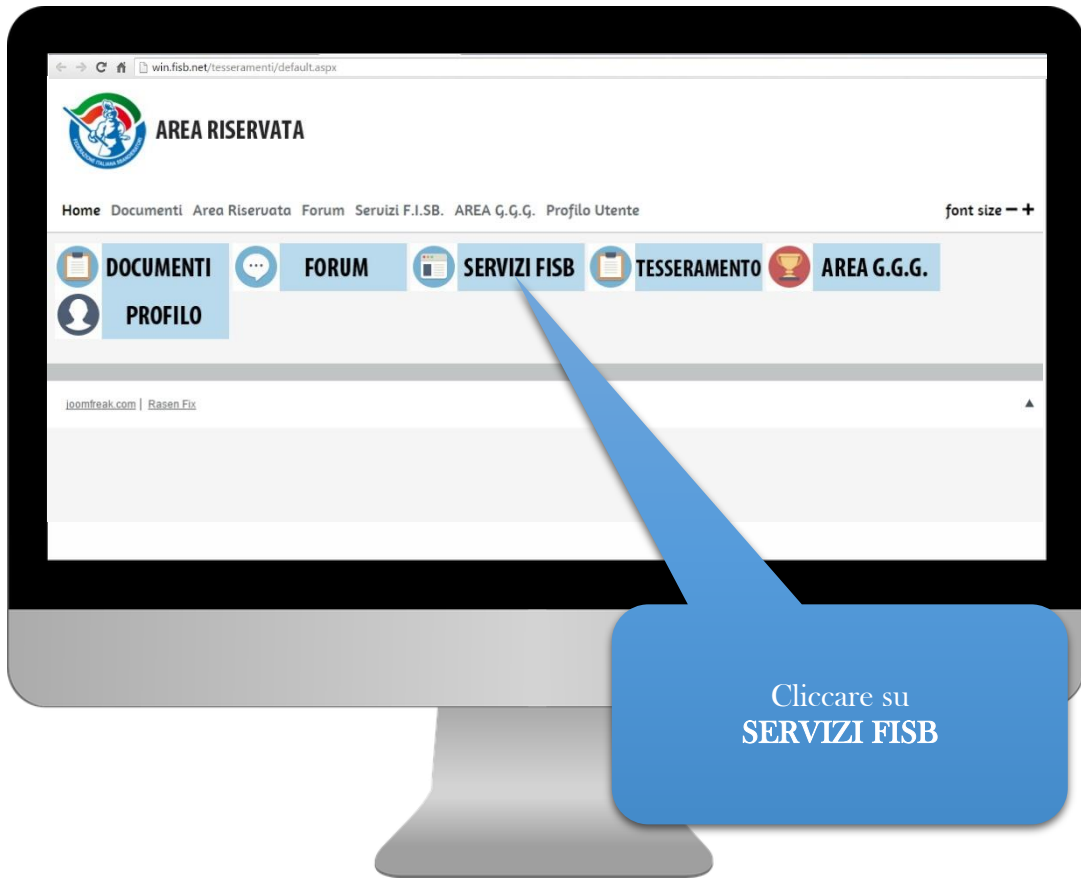 win.fisb.net/tesseramenti/default.aspx
AREA RISERVATA
Home Documenti Area Riservata Forum Servizi F.I.SB. AREA G.G.G. Profilo Utente font size − +
DOCUMENTI FORUM SERVIZI FISB TESSERAMENTO AREA G.G.G.
PROFILO
joomfreak.com | Rasen Fix
Cliccare su
SERVIZI FISB